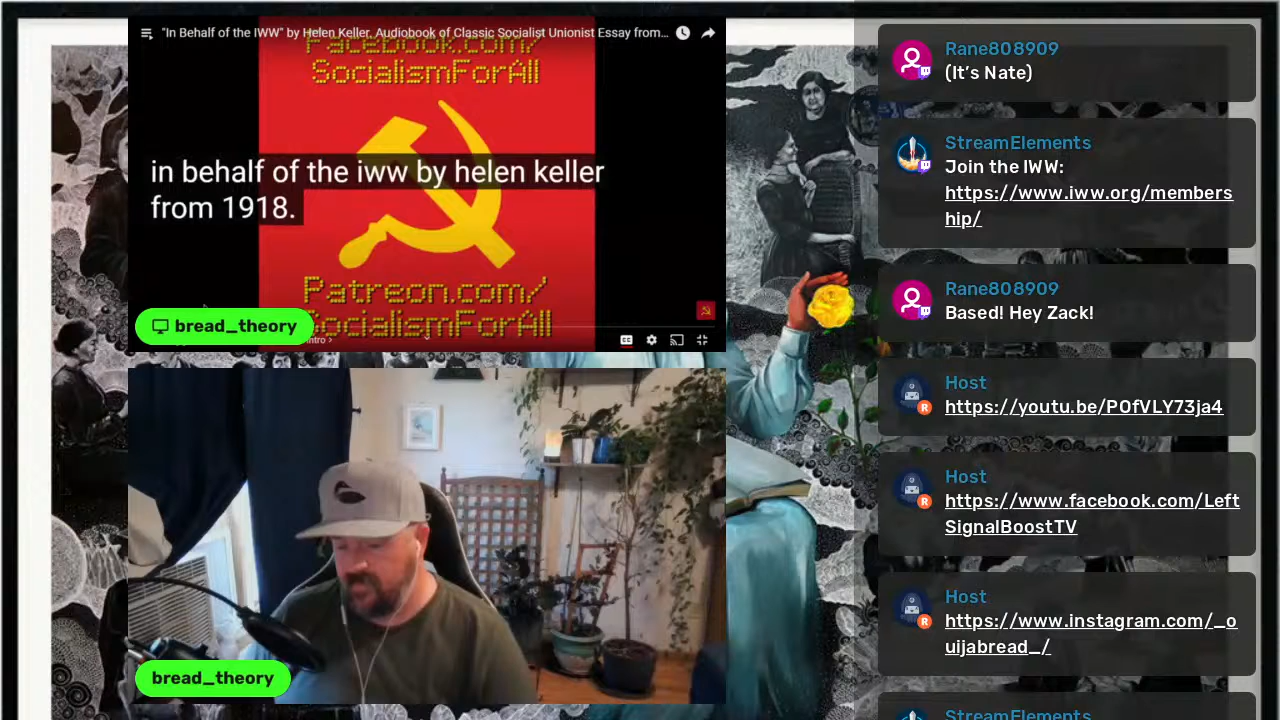 "In Behalf of the IWW" by Helen Keller. Audiobook of Classic Socialist Unionist Essay from...
Facebook.com/
SocialismForAll
in behalf of the iww by helen keller
from 1918.
Patreon.com/
SocialismForAll
intro ›
CC
bread_theory
bread_theory
Rane808909
(It’s Nate)
StreamElements
Join the IWW:
https://www.iww.org/members
hip/
Rane808909
Based! Hey Zack!
Host
https://youtu.be/POfVLY73ja4
Host
https://www.facebook.com/Left
SignalBoostTV
Host
https://www.instagram.com/_o
uijabread_/
StreamElements